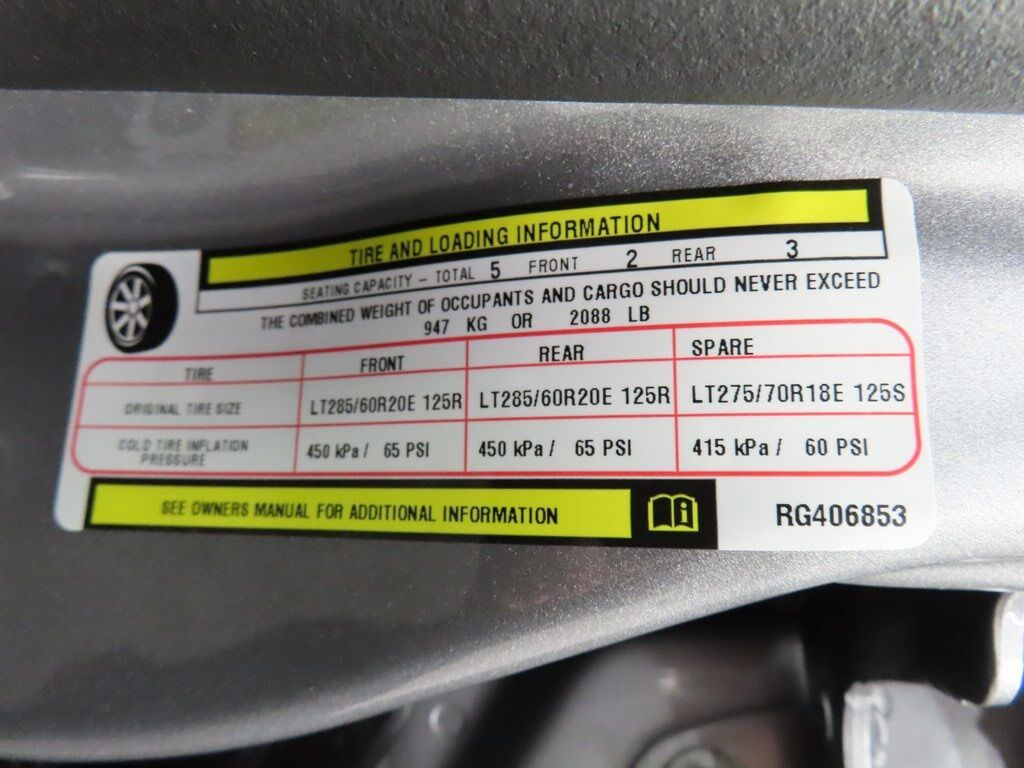 TIRE AND LOADING INFORMATION
SEATING CAPACITY – TOTAL 5 FRONT 2 REAR 3
THE COMBINED WEIGHT OF OCCUPANTS AND CARGO SHOULD NEVER EXCEED
947 KG OR 2088 LB
TIRE FRONT REAR SPARE
ORIGINAL TIRE SIZE LT285/60R20E 125R LT285/60R20E 125R LT275/70R18E 125S
COLD TIRE INFLATION
PRESSURE 450 kPa / 65 PSI 450 kPa / 65 PSI 415 kPa / 60 PSI
SEE OWNERS MANUAL FOR ADDITIONAL INFORMATION
RG406853